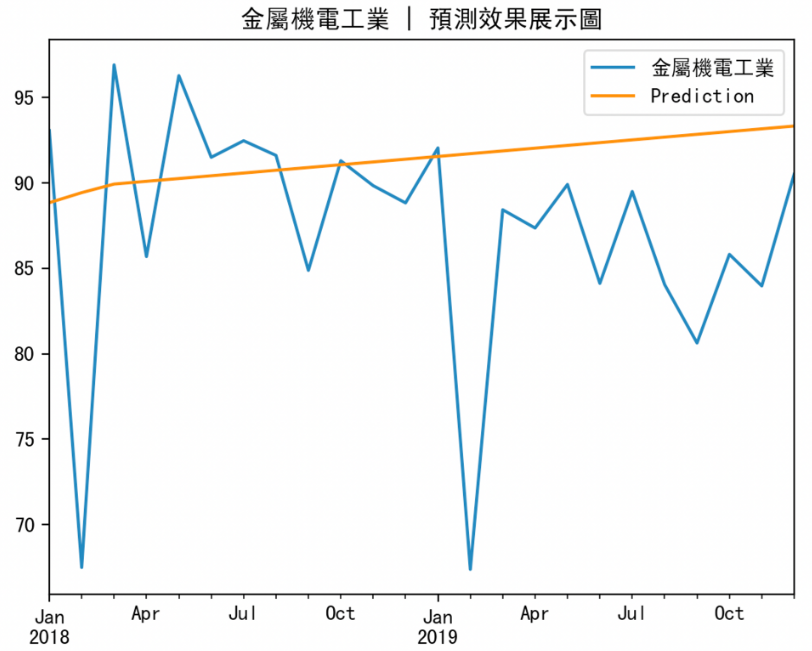 金屬機電工業 | 預測效果展示圖
金屬機電工業
Prediction
95
90
85
80
75
70
Jan
2018
Apr
Jul
Oct
Jan
2019
Apr
Jul
Oct